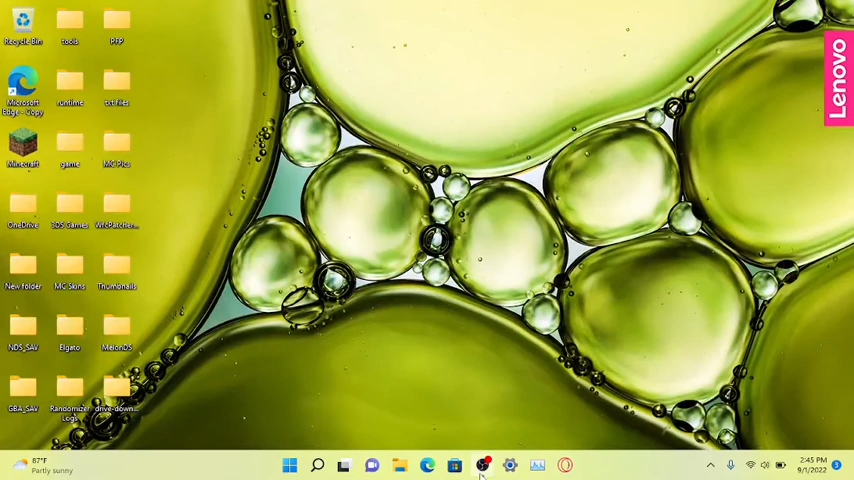 Recycle Bin
tools
PFP
Microsoft Edge - Copy
runtime
txt files
Minecraft
game
MC Pics
OneDrive
3DS Games
WfcPatcher...
New folder
MC Skins
Thumbnails
NDS_SAV
Elgato
MelonDS
GBA_SAV
Randomizer Logs
drive-down...
Lenovo
87°F
Partly sunny
2:45 PM
9/1/2022
3